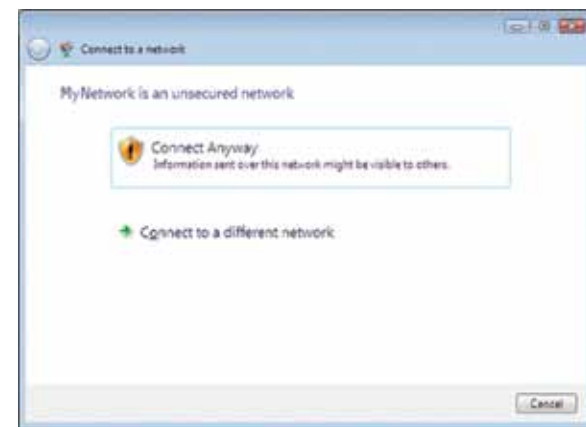 Connect to a network
MyNetwork is an unsecured network
Connect Anyway
Information sent over this network might be visible to others.
Connect to a different network
Cancel